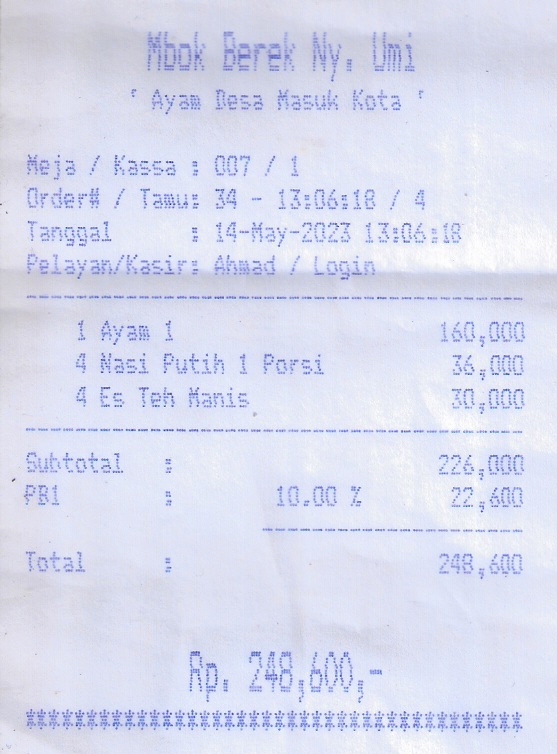 Mbok Berek Ny. Umi
' Ayam Desa Masuk Kota '
Meja / Kassa : 007 / 1
Order# / Tamu: 34 - 13:06:18 / 4
Tanggal : 14-May-2023 13:06:18
Pelayan/Kasir: Ahmad / Login
1 Ayam 1 160,000
4 Nasi Putih 1 Porsi 36,000
4 Es Teh Manis 30,000
Subtotal : 226,000
PB1 : 10.00 % 22,600
Total : 248,600
Rp. 248,600,-